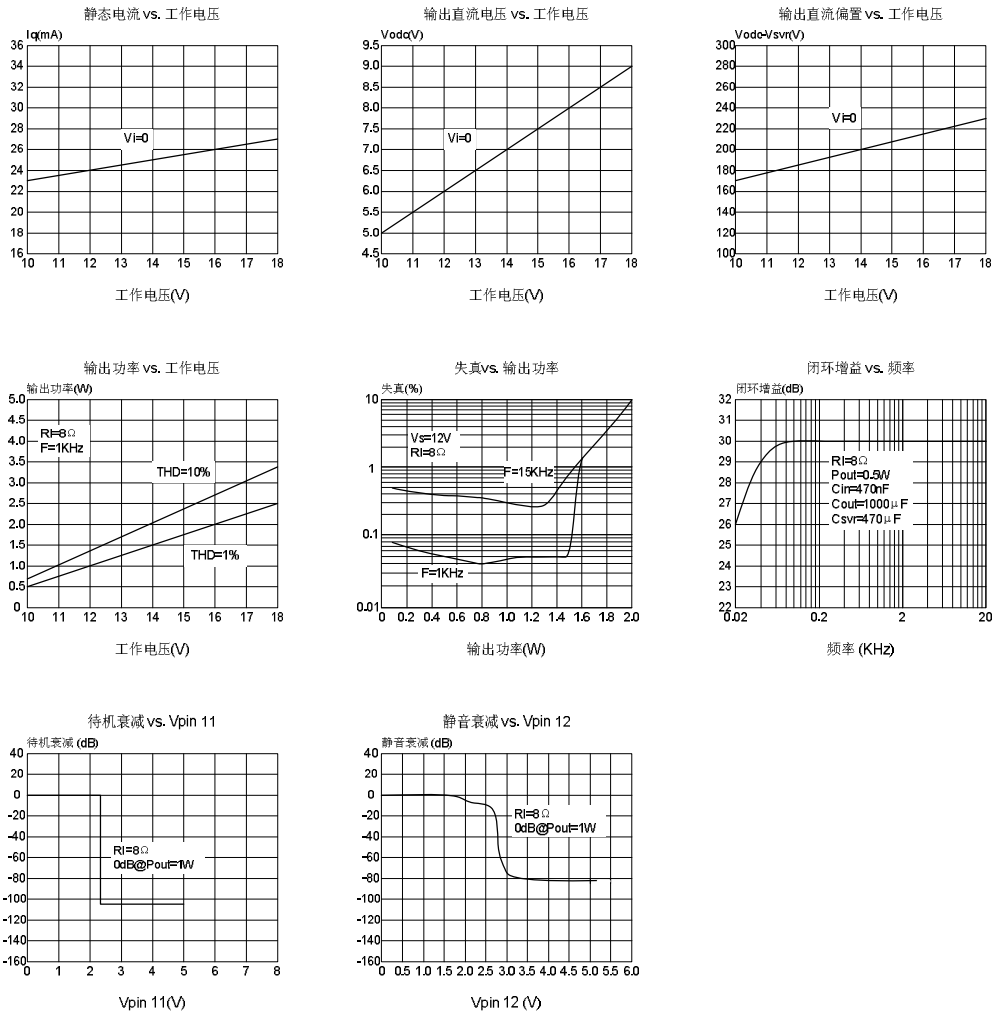 静态电流 vs. 工作电压
Iq(mA)
36
34
32
30
28
26
24
22
20
18
16
Vi=0
10 11 12 13 14 15 16 17 18
工作电压(V)
输出直流电压 vs. 工作电压
Vodc(V)
9.5
9.0
8.5
8.0
7.5
7.0
6.5
6.0
5.5
5.0
4.5
Vi=0
10 11 12 13 14 15 16 17 18
工作电压(V)
输出直流偏置 vs. 工作电压
Vodc-Vsvr(V)
300
280
260
240
220
200
180
160
140
120
100
Vi=0
10 11 12 13 14 15 16 17 18
工作电压(V)
输出功率 vs. 工作电压
输出功率(W)
5.0
4.5
4.0
3.5
3.0
2.5
2.0
1.5
1.0
0.5
0
Rl=8Ω
F=1KHz
THD=10%
THD=1%
10 11 12 13 14 15 16 17 18
工作电压(V)
失真vs. 输出功率
失真(%)
10
1
0.1
0.01
Vs=12V
Rl=8Ω
F=15KHz
F=1KHz
0 0.2 0.4 0.6 0.8 1.0 1.2 1.4 1.6 1.8 2.0
输出功率(W)
闭环增益 vs. 频率
闭环增益(dB)
32
31
30
29
28
27
26
25
24
23
22
Rl=8Ω
Pout=0.5W
Cin=470nF
Cout=1000μF
Csvr=470μF
0.02 0.2 2 20
频率 (KHz)
待机衰减 vs. Vpin 11
待机衰减 (dB)
40
20
0
-20
-40
-60
-80
-100
-120
-140
-160
Rl=8Ω
0dB@Pout=1W
0 1 2 3 4 5 6 7 8
Vpin 11(V)
静音衰减 vs. Vpin 12
静音衰减 (dB)
40
20
0
-20
-40
-60
-80
-100
-120
-140
-160
Rl=8Ω
0dB@Pout=1W
0 0.5 1.0 1.5 2.0 2.5 3.0 3.5 4.0 4.5 5.0 5.5 6.0
Vpin 12 (V)